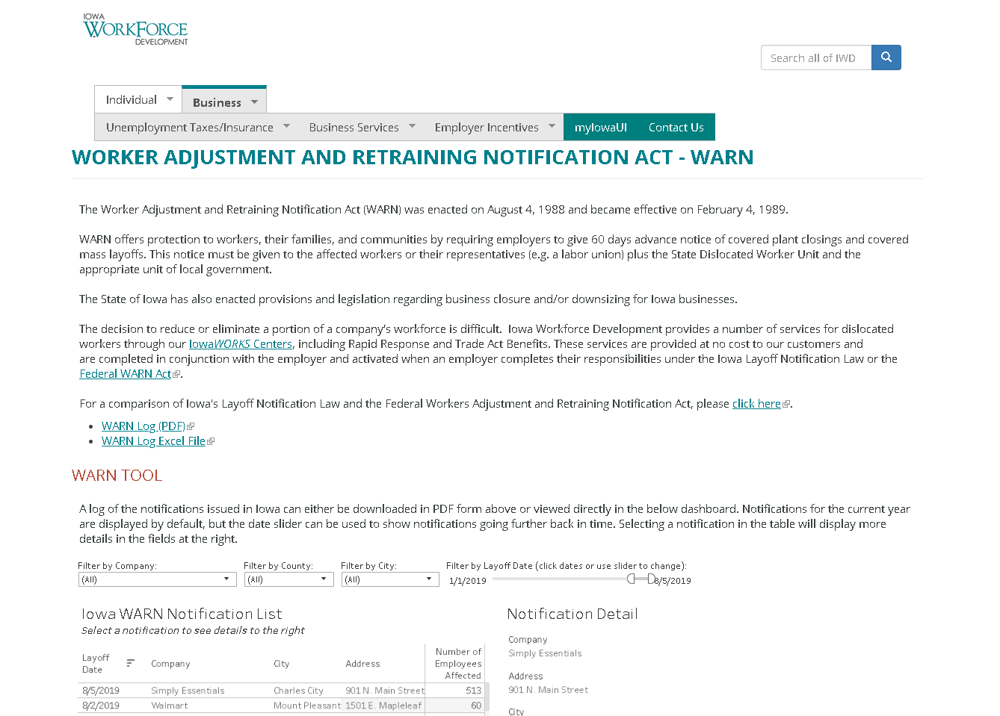 IOWA
WORKFORCE
DEVELOPMENT
Search all of IWD
Individual
Business
Unemployment Taxes/Insurance
Business Services
Employer Incentives
myIowaUI
Contact Us
WORKER ADJUSTMENT AND RETRAINING NOTIFICATION ACT - WARN
The Worker Adjustment and Retraining Notification Act (WARN) was enacted on August 4, 1988 and became effective on February 4, 1989.
WARN offers protection to workers, their families, and communities by requiring employers to give 60 days advance notice of covered plant closings and covered
mass layoffs. This notice must be given to the affected workers or their representatives (e.g. a labor union) plus the State Dislocated Worker Unit and the
appropriate unit of local government.
The State of Iowa has also enacted provisions and legislation regarding business closure and/or downsizing for Iowa businesses.
The decision to reduce or eliminate a portion of a company's workforce is difficult.  Iowa Workforce Development provides a number of services for dislocated
workers through our IowaWORKS Centers, including Rapid Response and Trade Act Benefits. These services are provided at no cost to our customers and
are completed in conjunction with the employer and activated when an employer completes their responsibilities under the Iowa Layoff Notification Law or the
Federal WARN Act.
For a comparison of Iowa's Layoff Notification Law and the Federal Workers Adjustment and Retraining Notification Act, please click here.
WARN Log (PDF)
WARN Log Excel File
WARN TOOL
A log of the notifications issued in Iowa can either be downloaded in PDF form above or viewed directly in the below dashboard. Notifications for the current year
are displayed by default, but the date slider can be used to show notifications going further back in time. Selecting a notification in the table will display more
details in the fields at the right.
Filter by Company:
(All)
Filter by County:
(All)
Filter by City:
(All)
Filter by Layoff Date (click dates or use slider to change):
1/1/2019
8/5/2019
Iowa WARN Notification List
Select a notification to see details to the right
Layoff Date
Company
City
Address
Number of Employees Affected
8/5/2019 Simply Essentials Charles City 901 N. Main Street 513
8/2/2019 Walmart Mount Pleasant 1501 E. Mapleleaf 60
Notification Detail
Company
Simply Essentials
Address
901 N. Main Street
City